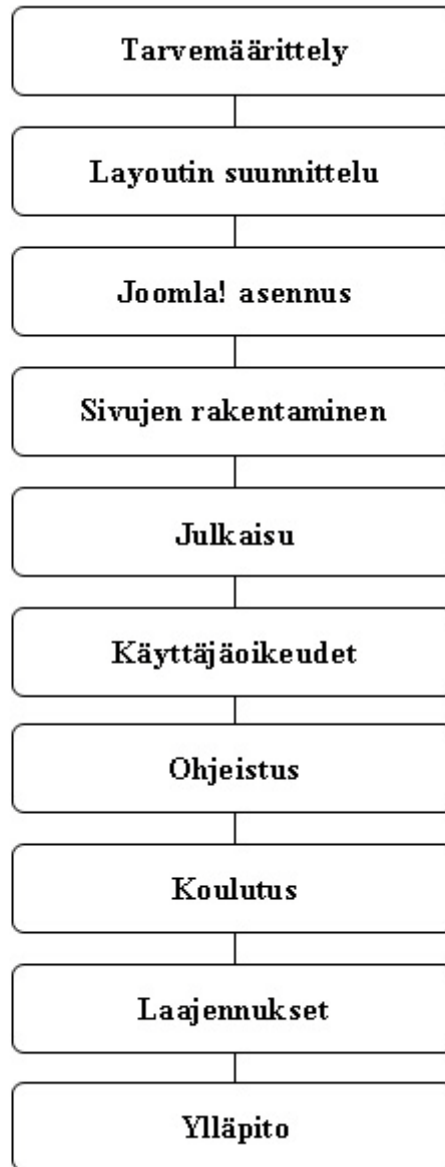 Tarvemäärittely
Layoutin suunnittelu
Joomla! asennus
Sivujen rakentaminen
Julkaisu
Käyttäjäoikeudet
Ohjeistus
Koulutus
Laajennukset
Ylläpito